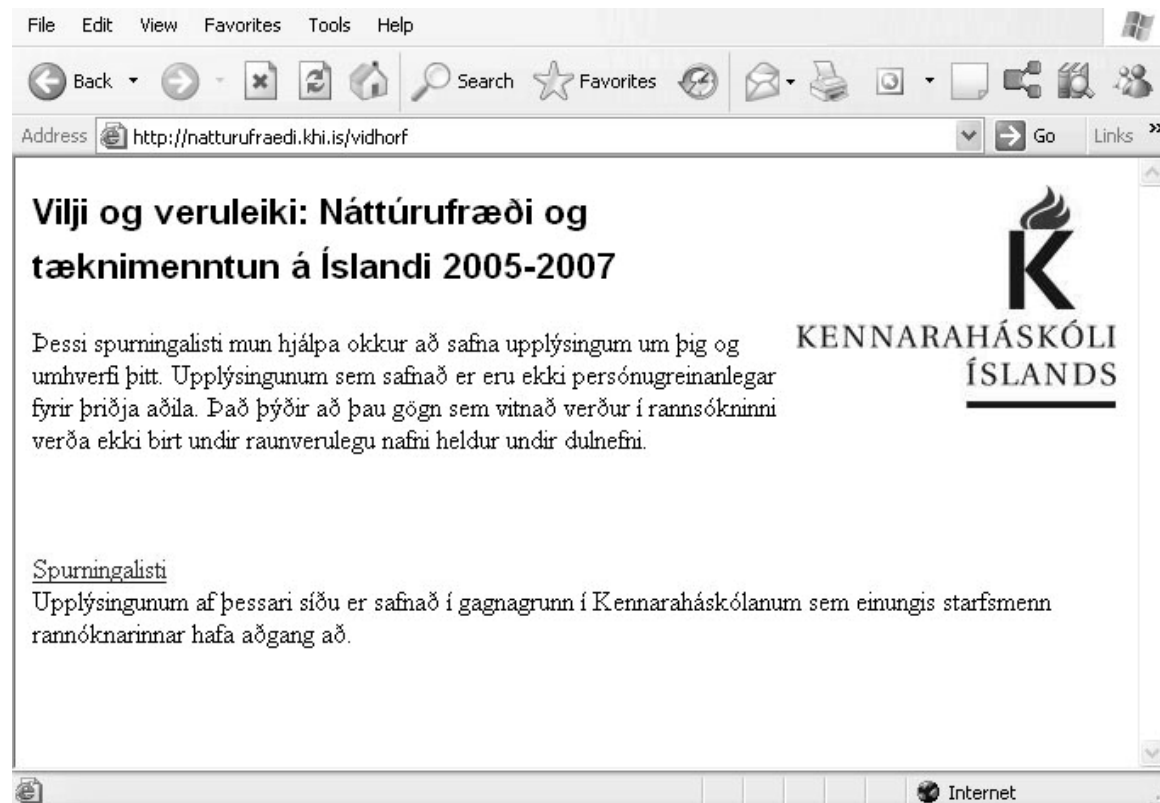 File Edit View Favorites Tools Help
Back Search Favorites
Address http://natturufraedi.khi.is/vidhorf Go Links »
Vilji og veruleiki: Náttúrufræði og
tæknimenntun á Íslandi 2005-2007
KENNARAHÁSKÓLI
ÍSLANDS
Þessi spurningalisti mun hjálpa okkur að safna upplýsingum um þig og
umhverfi þitt. Upplýsingunum sem safnað er eru ekki persónugreinanlegar
fyrir þriðja aðila. Það þýðir að þau gögn sem vitnað verður í rannsókninni
verða ekki birt undir raunverulegu nafni heldur undir dulnefni.
Spurningalisti
Upplýsingunum af þessari síðu er safnað í gagnagrunn í Kennaraháskólanum sem einungis starfsmenn
rannóknarinnar hafa aðgang að.
Internet